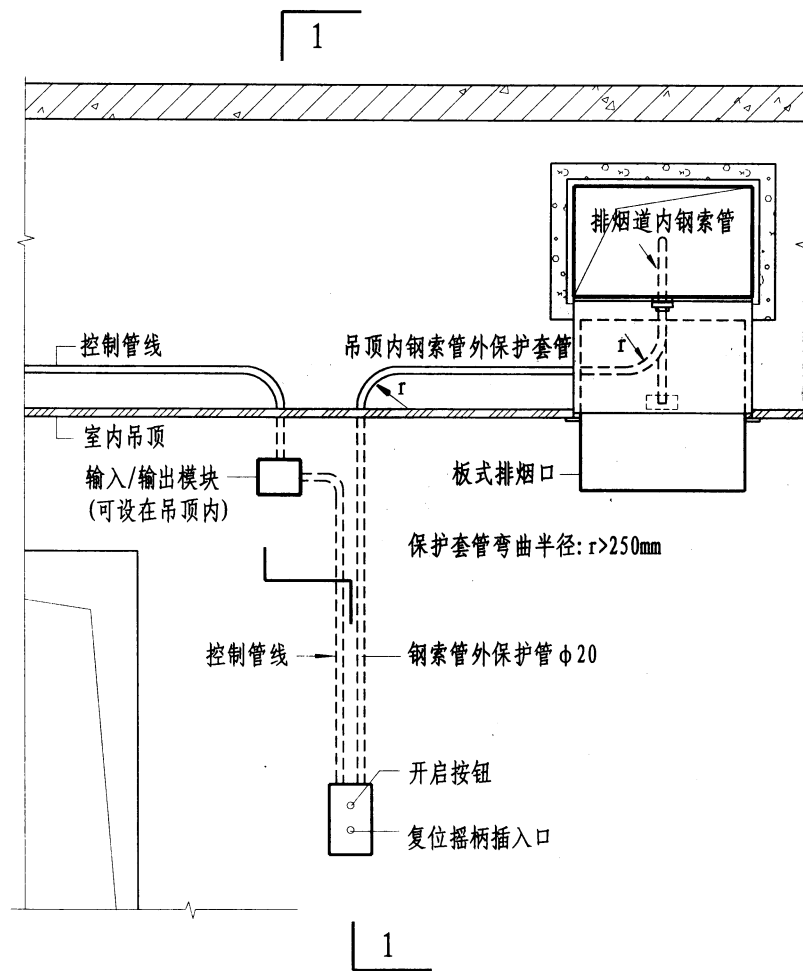 1
排烟道内钢索管
控制管线
吊顶内钢索管外保护套管
r
r
室内吊顶
输入/输出模块
(可设在吊顶内)
板式排烟口
保护套管弯曲半径: r>250mm
控制管线
钢索管外保护管φ20
开启按钮
复位摇柄插入口
1